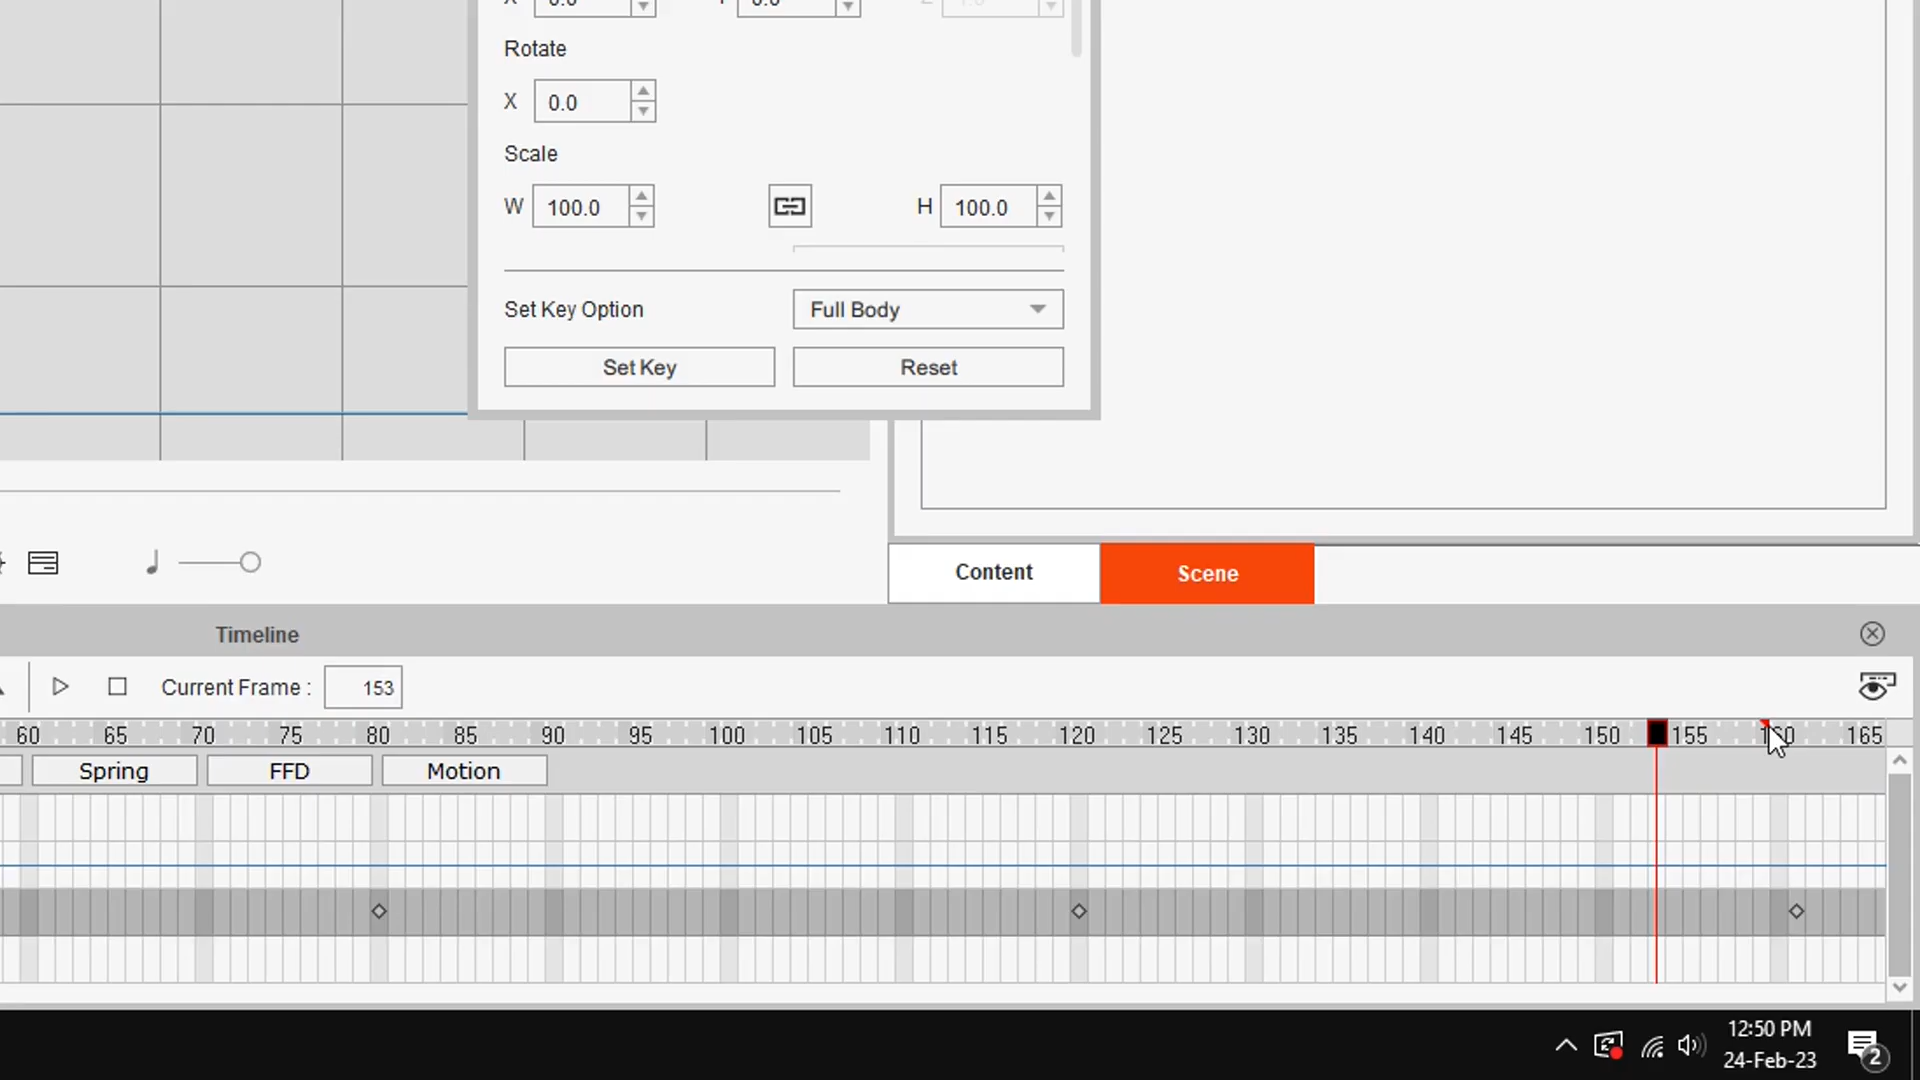 Rotate
X 0.0
Scale
W 100.0 H 100.0
Set Key Option Full Body
Set Key Reset
Content Scene
Timeline
Current Frame : 153
60 65 70 75 80 85 90 95 100 105 110 115 120 125 130 135 140 145 150 155 165
Spring FFD Motion
12:50 PM
24-Feb-23
2